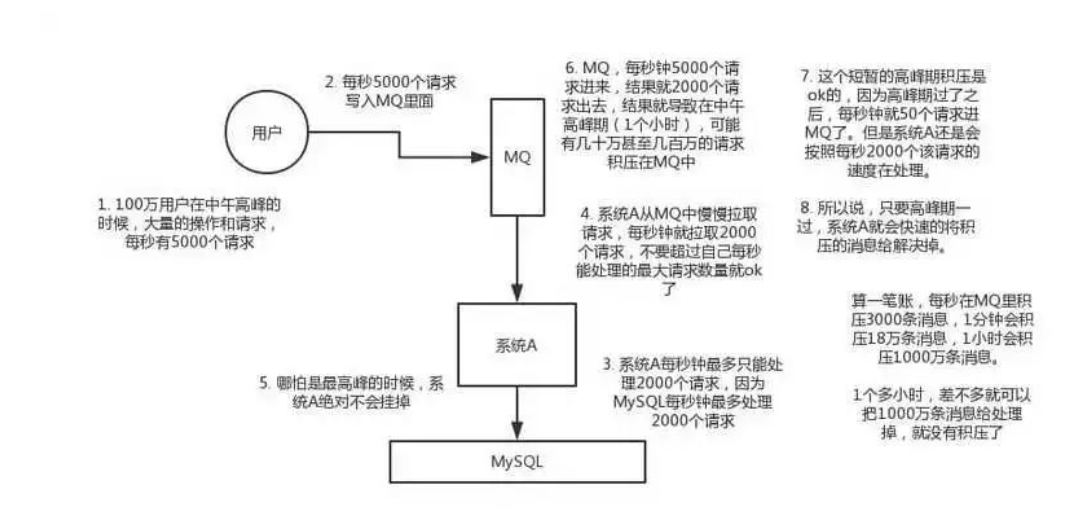 用户
1. 100万用户在中午高峰的
时候，大量的操作和请求，
每秒有5000个请求
2. 每秒5000个请求
写入MQ里面
MQ
6. MQ，每秒钟5000个请
求进来，结果就2000个请
求出去，结果就导致在中午
高峰期（1个小时），可能
有几十万甚至几百万的请求
积压在MQ中
7. 这个短暂的高峰期积压是
ok的，因为高峰期过了之
后，每秒钟就50个请求进
MQ了。但是系统A还是会
按照每秒2000个该请求的
速度在处理。
4. 系统A从MQ中慢慢拉取
请求，每秒钟就拉取2000
个请求，不要超过自己每秒
能处理的最大请求数量就ok
了
8. 所以说，只要高峰期一
过，系统A就会快速的将积
压的消息给解决掉。
系统A
5. 哪怕是最高峰的时候，系
统A绝对不会挂掉
3. 系统A每秒钟最多只能处
理2000个请求，因为
MySQL每秒钟最多处理
2000个请求
算一笔账，每秒在MQ里积
压3000条消息，1分钟会积
压18万条消息，1小时会积
压1000万条消息。
1个多小时，差不多就可以
把1000万条消息给处理
掉，就没有积压了
MySQL